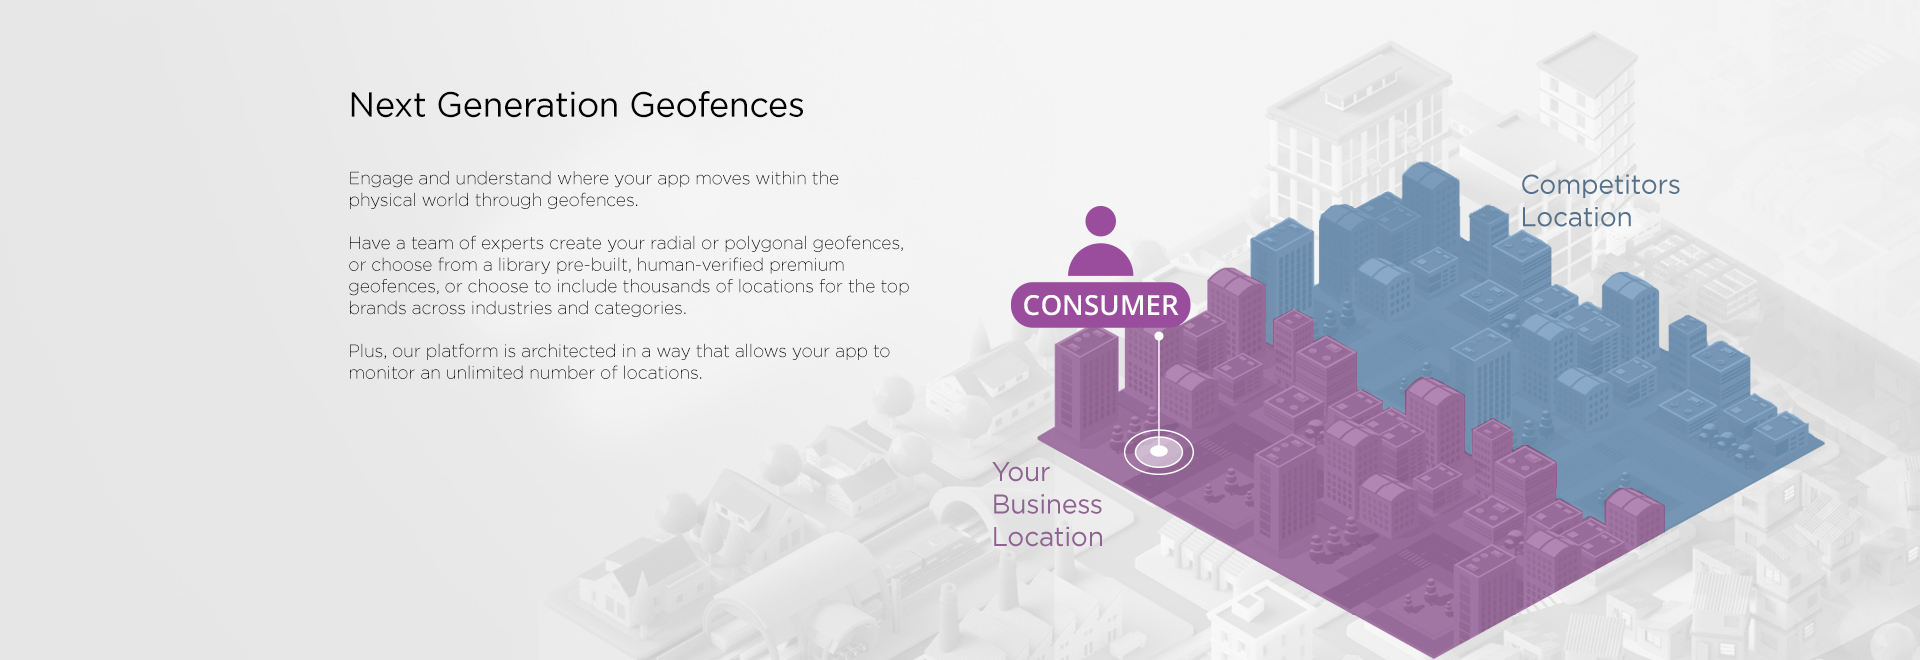 Next Generation Geofences
Engage and understand where your app moves within the
physical world through geofences.
Have a team of experts create your radial or polygonal geofences,
or choose from a library pre-built, human-verified premium
geofences, or choose to include thousands of locations for the top
brands across industries and categories.
Plus, our platform is architected in a way that allows your app to
monitor an unlimited number of locations.
Competitors
Location
CONSUMER
Your
Business
Location